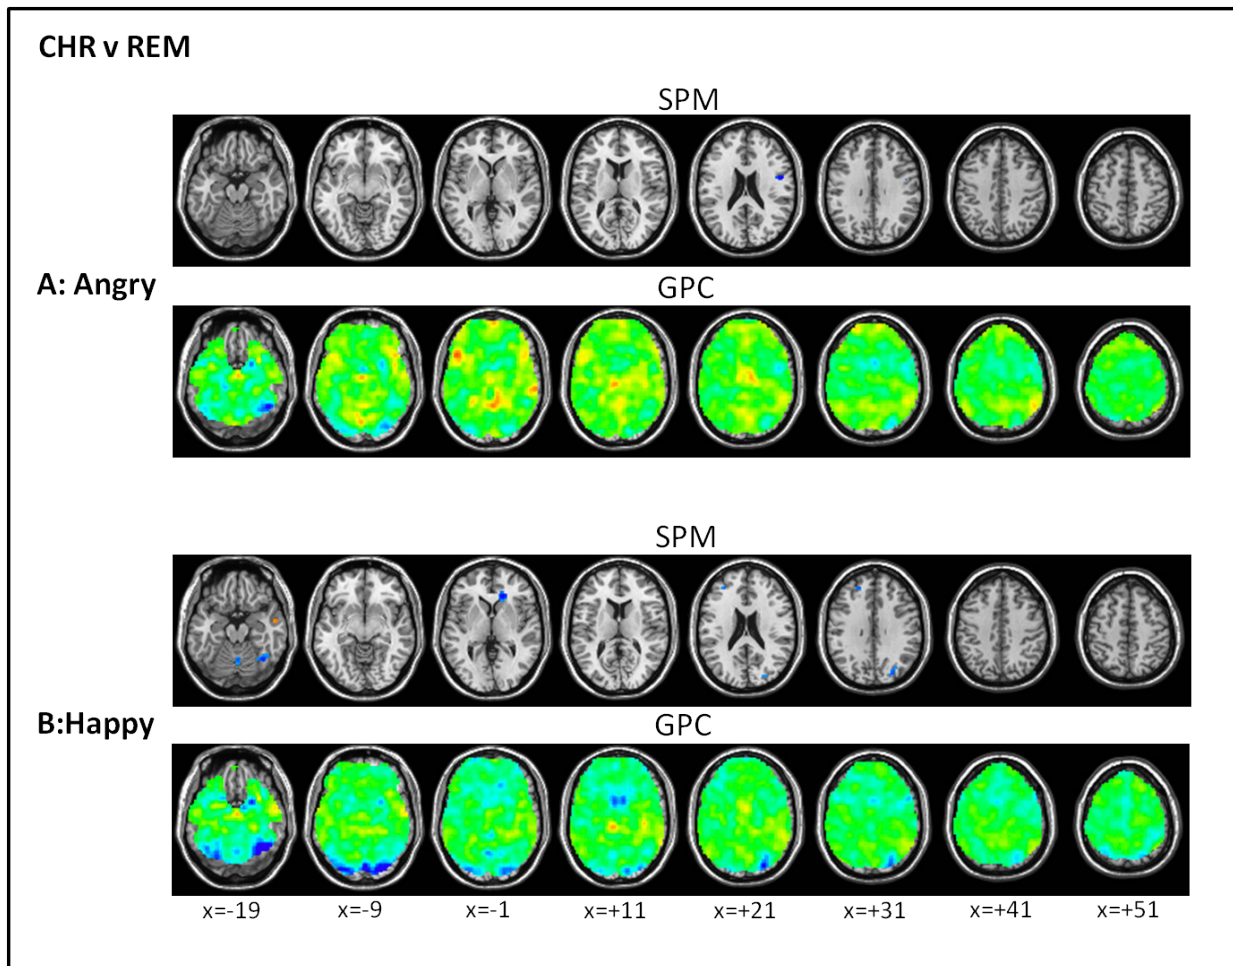 CHR v REM
SPM
A: Angry
GPC
SPM
B:Happy
GPC
x=-19 x=-9 x=-1 x=+11 x=+21 x=+31 x=+41 x=+51